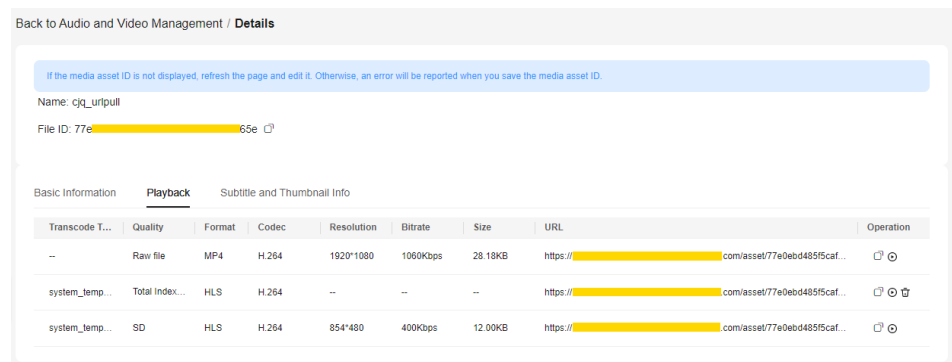 Back to Audio and Video Management / Details
If the media asset ID is not displayed, refresh the page and edit it. Otherwise, an error will be reported when you save the media asset ID.
Name: cjq_urlpull
File ID: 77e 65e
Basic Information Playback Subtitle and Thumbnail Info
Transcode T... Quality Format Codec Resolution Bitrate Size URL Operation
-- Raw file MP4 H.264 1920*1080 1060Kbps 28.18KB https:// .com/asset/77e0ebd485f5caf...
system_temp... Total Index... HLS H.264 -- -- -- https:// .com/asset/77e0ebd485f5caf...
system_temp... SD HLS H.264 854*480 400Kbps 12.00KB https:// .com/asset/77e0ebd485f5caf...